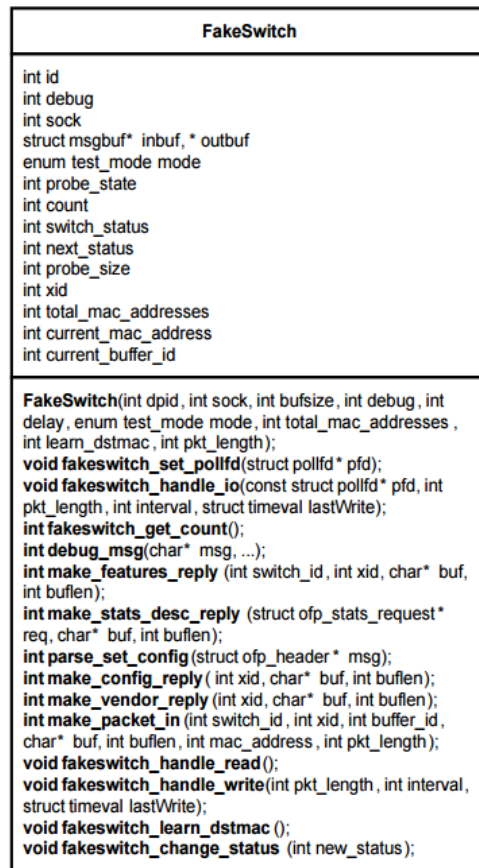 FakeSwitch
int id
int debug
int sock
struct msgbuf* inbuf, * outbuf
enum test_mode mode
int probe_state
int count
int switch_status
int next_status
int probe_size
int xid
int total_mac_addresses
int current_mac_address
int current_buffer_id
FakeSwitch(int dpid, int sock, int bufsize, int debug, int
delay, enum test_mode mode, int total_mac_addresses ,
int learn_dstmac, int pkt_length);
void fakeswitch_set_pollfd(struct pollfd* pfd);
void fakeswitch_handle_io(const struct pollfd* pfd, int
pkt_length, int interval, struct timeval lastWrite);
int fakeswitch_get_count();
int debug_msg(char* msg, ...);
int make_features_reply (int switch_id, int xid, char* buf,
int buflen);
int make_stats_desc_reply (struct ofp_stats_request*
req, char* buf, int buflen);
int parse_set_config(struct ofp_header* msg);
int make_config_reply( int xid, char* buf, int buflen);
int make_vendor_reply(int xid, char* buf, int buflen);
int make_packet_in(int switch_id, int xid, int buffer_id,
char* buf, int buflen, int mac_address, int pkt_length);
void fakeswitch_handle_read();
void fakeswitch_handle_write(int pkt_length, int interval,
struct timeval lastWrite);
void fakeswitch_learn_dstmac ();
void fakeswitch_change_status (int new_status);